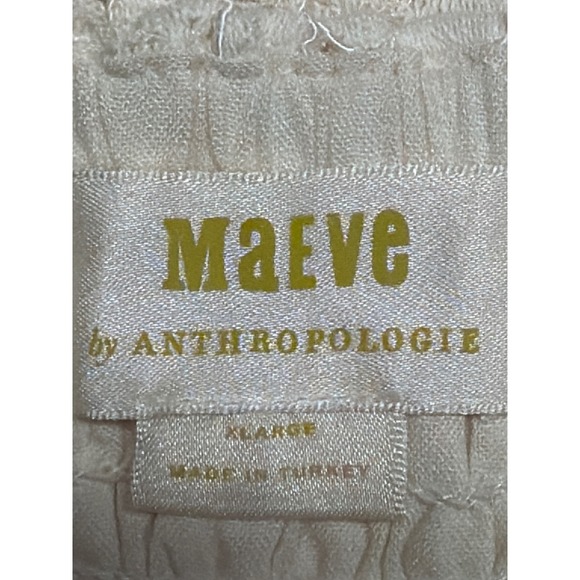 MaEVe
by ANTHROPOLOGIE
XLARGE
MADE IN TURKEY